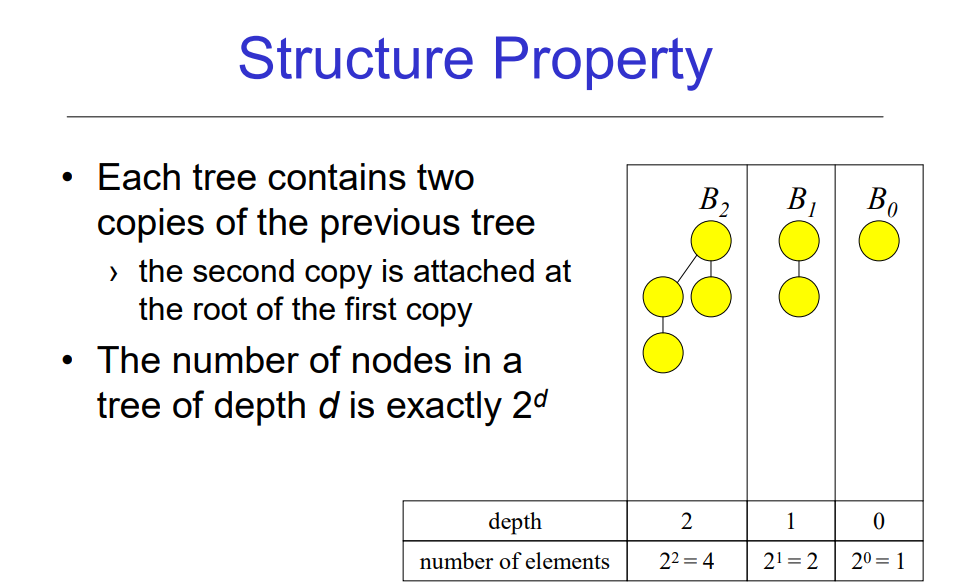 Structure Property
• Each tree contains two
copies of the previous tree
› the second copy is attached at
the root of the first copy
• The number of nodes in a
tree of depth d is exactly 2ᵈ
B₂ B₁ B₀
depth 2 1 0
number of elements 2² = 4 2¹ = 2 2⁰ = 1